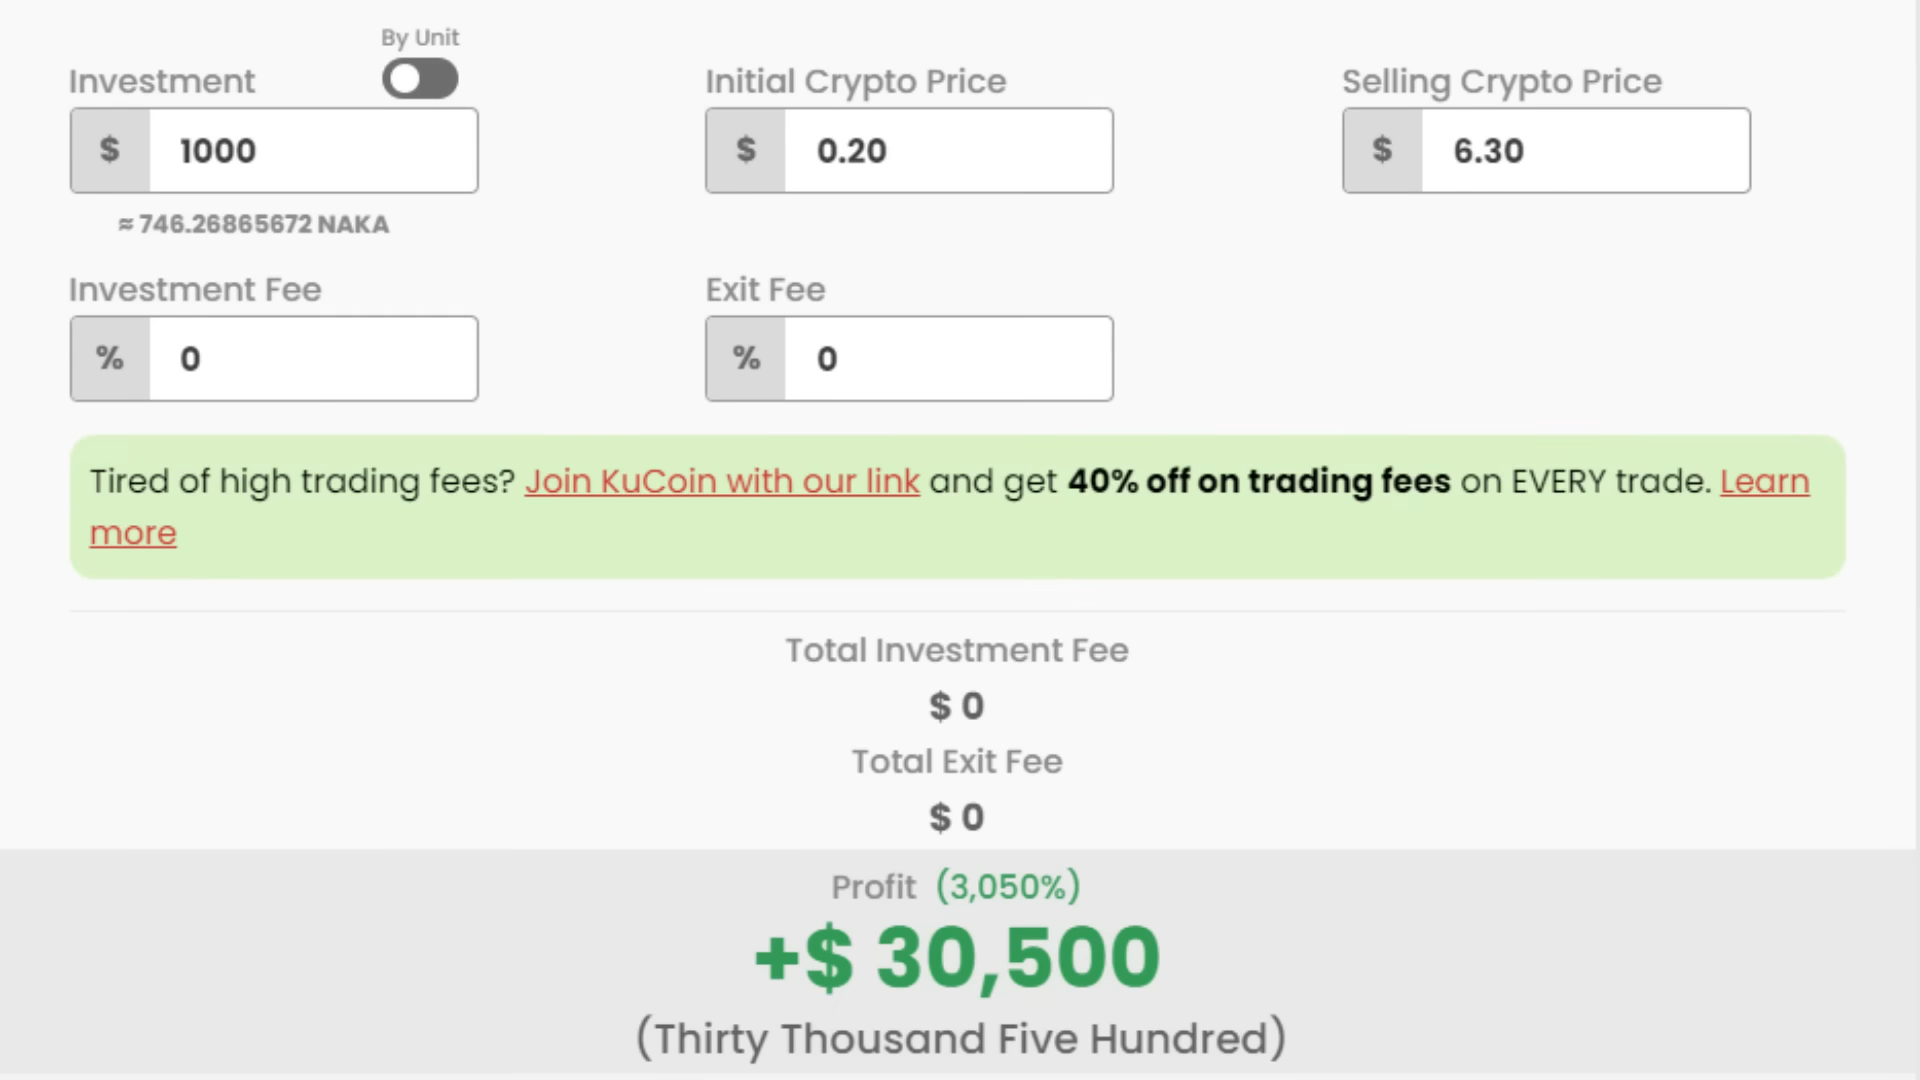 By Unit
Investment
Initial Crypto Price
Selling Crypto Price
$ 1000
$ 0.20
$ 6.30
≈ 746.26865672 NAKA
Investment Fee
Exit Fee
% 0
% 0
Tired of high trading fees? Join KuCoin with our link and get 40% off on trading fees on EVERY trade. Learn
more
Total Investment Fee
$ 0
Total Exit Fee
$ 0
Profit (3,050%)
+$ 30,500
(Thirty Thousand Five Hundred)